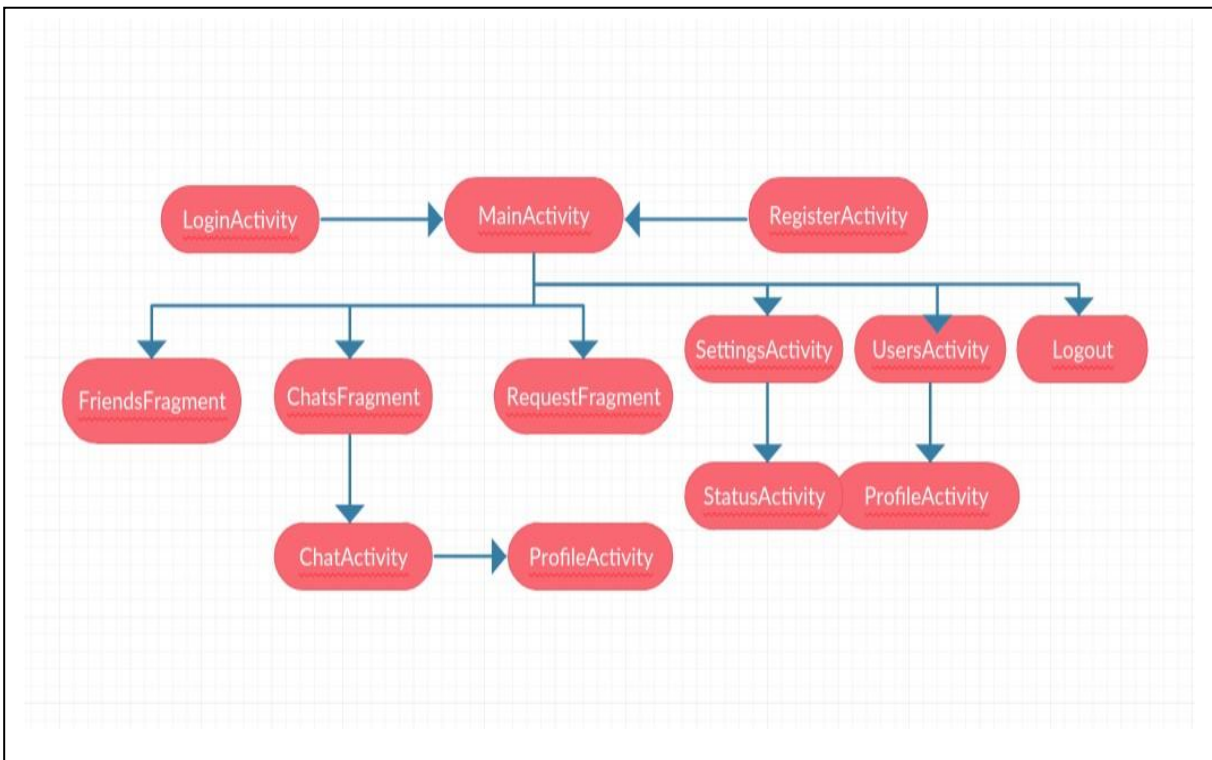 LoginActivity
MainActivity
RegisterActivity
FriendsFragment
ChatsFragment
RequestFragment
SettingsActivity
UsersActivity
Logout
ChatActivity
ProfileActivity
StatusActivity
ProfileActivity